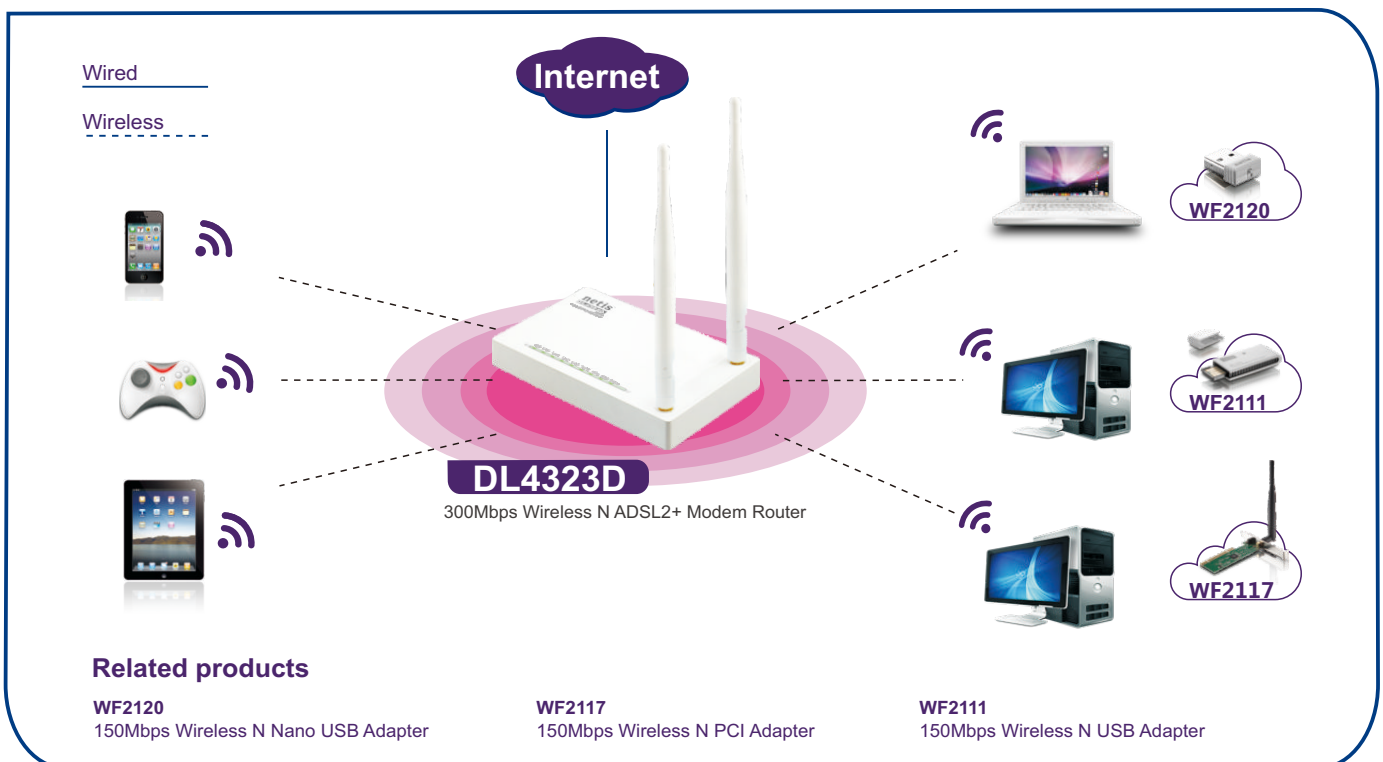 Wired
Internet
Wireless
WF2120
netis
WF2111
DL4323D
300Mbps Wireless N ADSL2+ Modem Router
WF2117
Related products
WF2120
150Mbps Wireless N Nano USB Adapter
WF2117
150Mbps Wireless N PCI Adapter
WF2111
150Mbps Wireless N USB Adapter